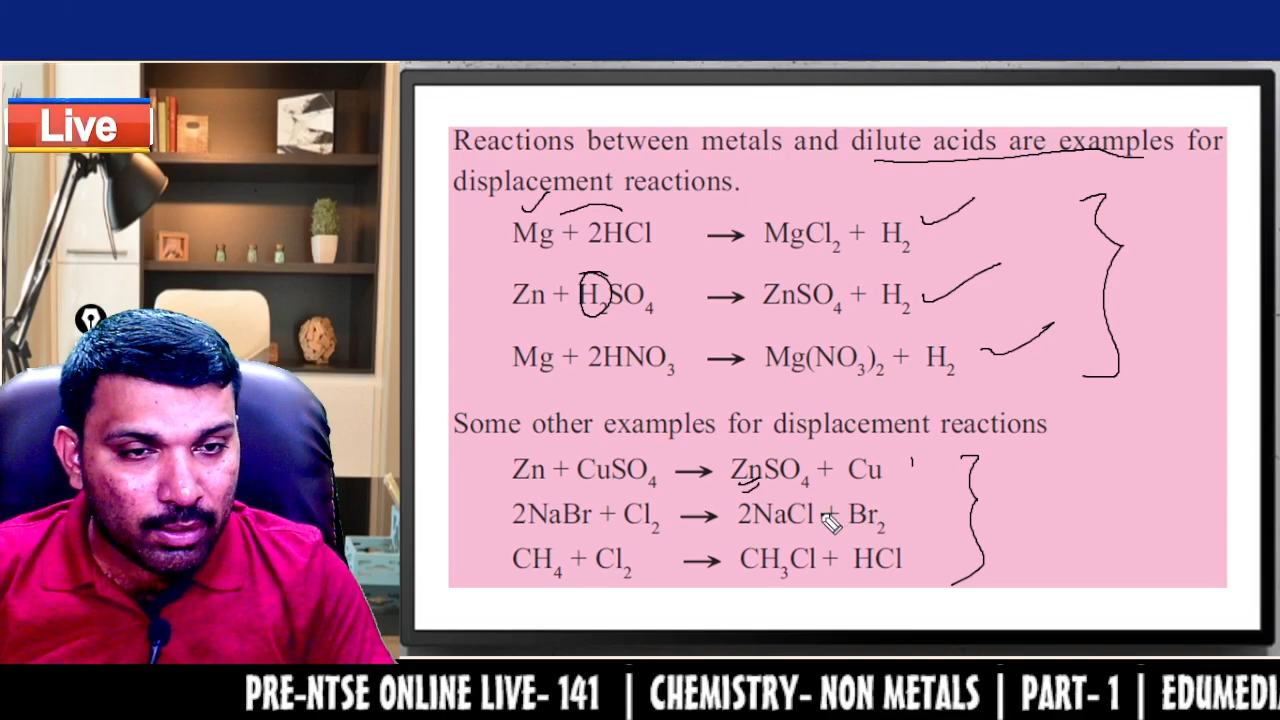 Live
Reactions between metals and dilute acids are examples for
displacement reactions.
Mg + 2HCl → MgCl₂ + H₂
Zn + H₂SO₄ → ZnSO₄ + H₂
Mg + 2HNO₃ → Mg(NO₃)₂ + H₂
Some other examples for displacement reactions
Zn + CuSO₄ → ZnSO₄ + Cu
2NaBr + Cl₂ → 2NaCl + Br₂
CH₄ + Cl₂ → CH₃Cl + HCl
PRE-NTSE ONLINE LIVE- 141 | CHEMISTRY- NON METALS | PART- 1 | EDUMEDI